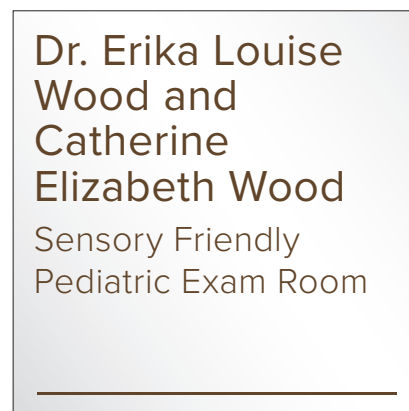 Dr. Erika Louise
Wood and
Catherine
Elizabeth Wood
Sensory Friendly
Pediatric Exam Room